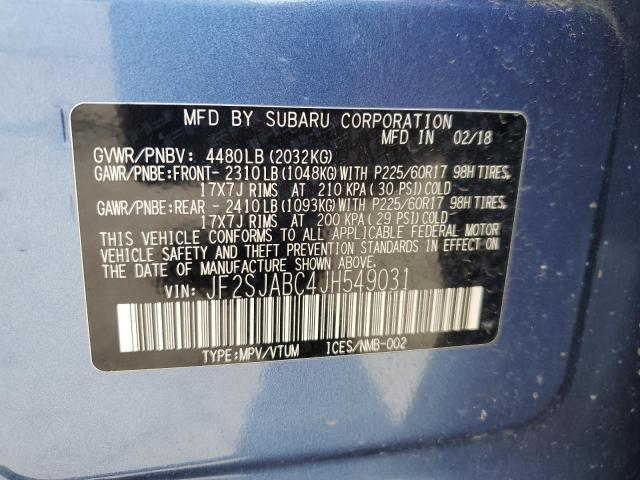 MFD BY SUBARU CORPORATION
MFD IN 02/18
GVWR/PNBV: 4480LB(2032KG)
GAWR/PNBE:FRONT- 2310LB(1048KG)WITH P225/60R17 98H TIRES,
17X7J RIMS AT 210 KPA(30 PSI)COLD
GAWR/PNBE:REAR - 2410LB(1093KG)WITH P225/60R17 98H TIRES,
17X7J RIMS AT 200 KPA(29 PSI)COLD
THIS VEHICLE CONFORMS TO ALL APPLICABLE FEDERAL MOTOR
VEHICLE SAFETY AND THEFT PREVENTION STANDARDS IN EFFECT ON
THE DATE OF MANUFACTURE SHOWN ABOVE.
VIN: JF2SJABC4JH549031
TYPE:MPV/VTUM ICES/NMB-002